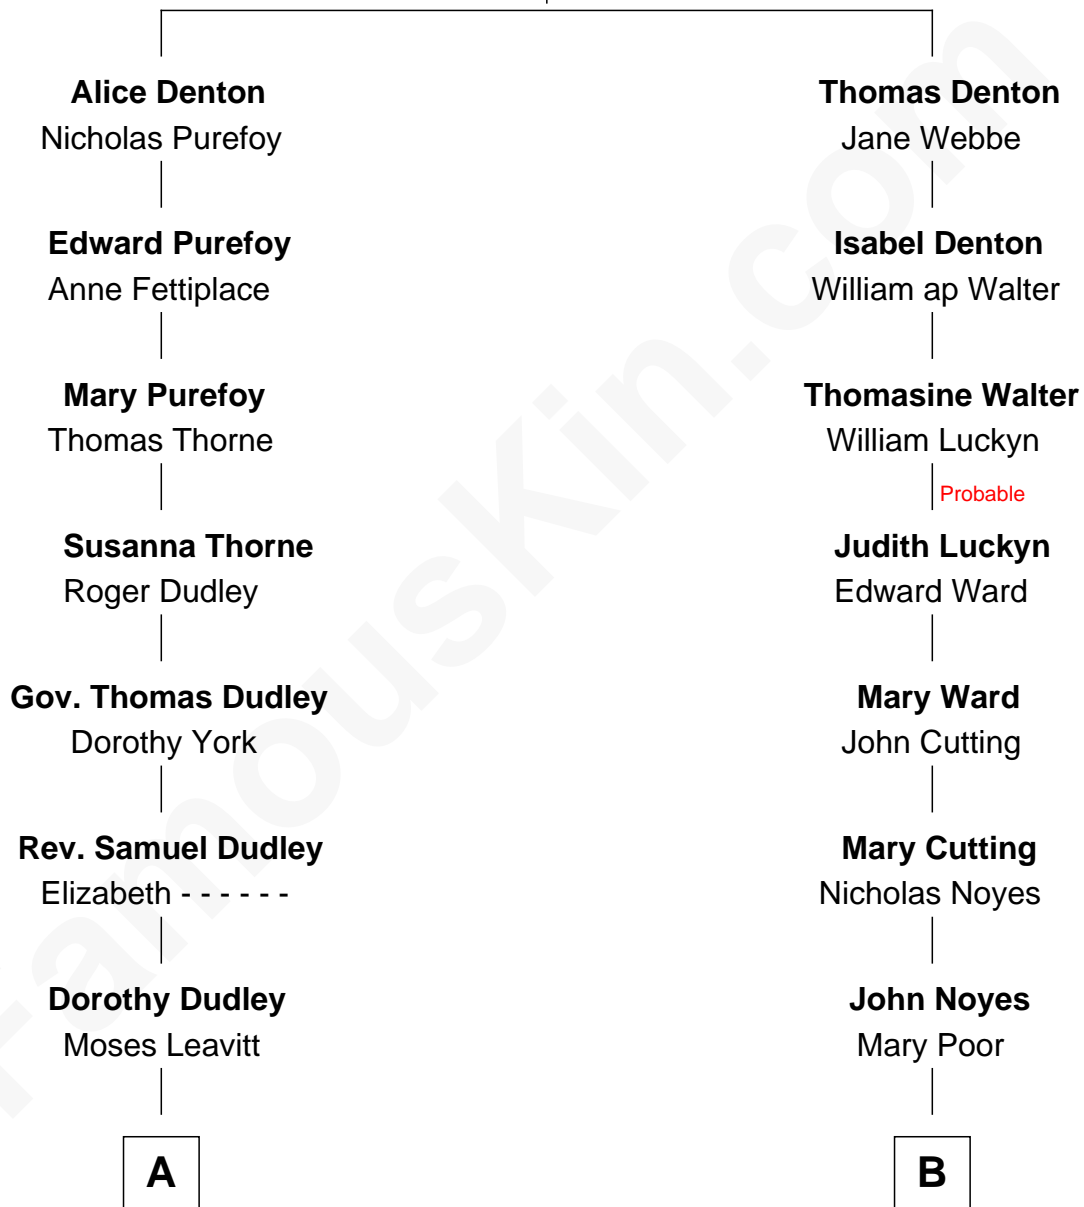 Alice Denton
Nicholas Purefoy
Edward Purefoy
Anne Fettiplace
Mary Purefoy
Thomas Thorne
Susanna Thorne
Roger Dudley
Gov. Thomas Dudley
Dorothy York
Rev. Samuel Dudley
Elizabeth - - - - - -
Dorothy Dudley
Moses Leavitt
A
Thomas Denton
Jane Webbe
Isabel Denton
William ap Walter
Thomasine Walter
William Luckyn
Probable
Judith Luckyn
Edward Ward
Mary Ward
John Cutting
Mary Cutting
Nicholas Noyes
John Noyes
Mary Poor
B
FamousKin.com